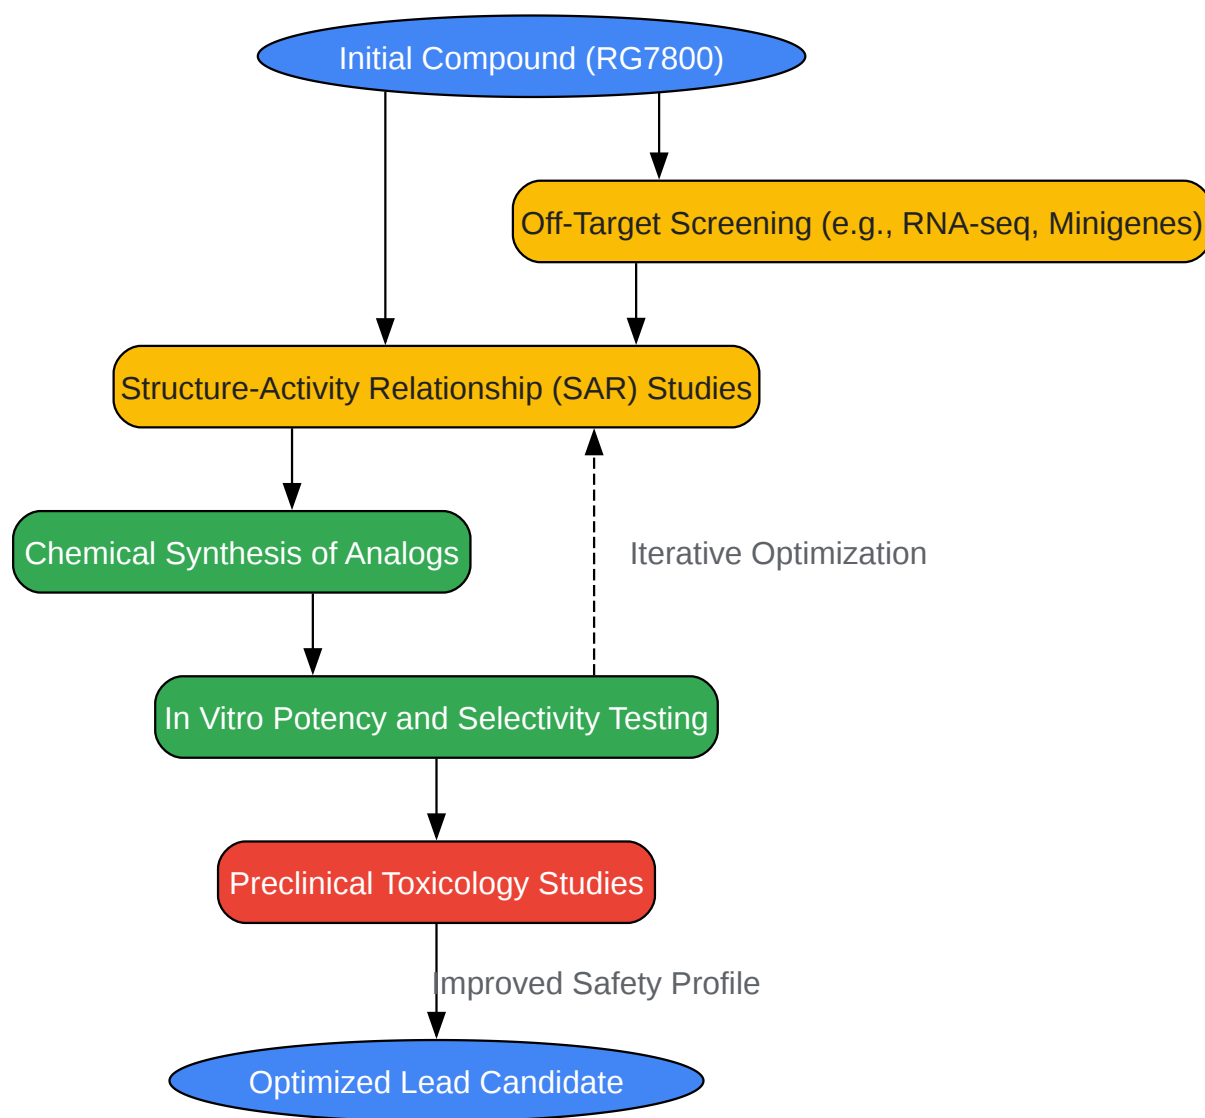 Initial Compound (RG7800)
Off-Target Screening (e.g., RNA-seq, Minigenes)
Structure-Activity Relationship (SAR) Studies
Chemical Synthesis of Analogs
Iterative Optimization
In Vitro Potency and Selectivity Testing
Preclinical Toxicology Studies
Improved Safety Profile
Optimized Lead Candidate